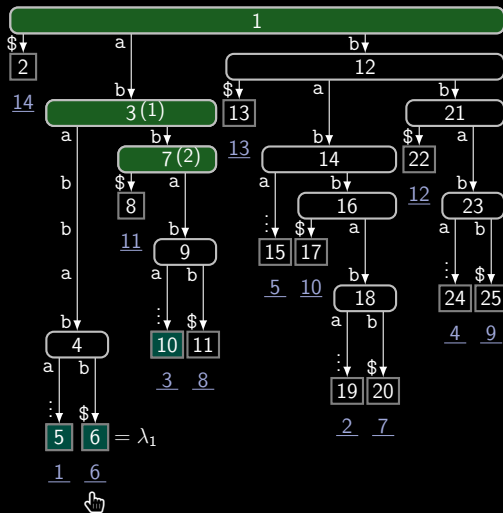 1
$ a b
2 12
14 b $ a b
3 (1) 13 21
a b 13 $
7 (2) 14 22
b $ a b 12 b
8 16 23
b 11 b ⋮ $ a ⋮ $
9 15 17 24 25
a ⋮ b $ 5 10 b 4 9
b 18
4 10 11 a b
a b 3 8 ⋮ $
⋮ $ 19 20
5 6 = λ₁ 2 7
1 6